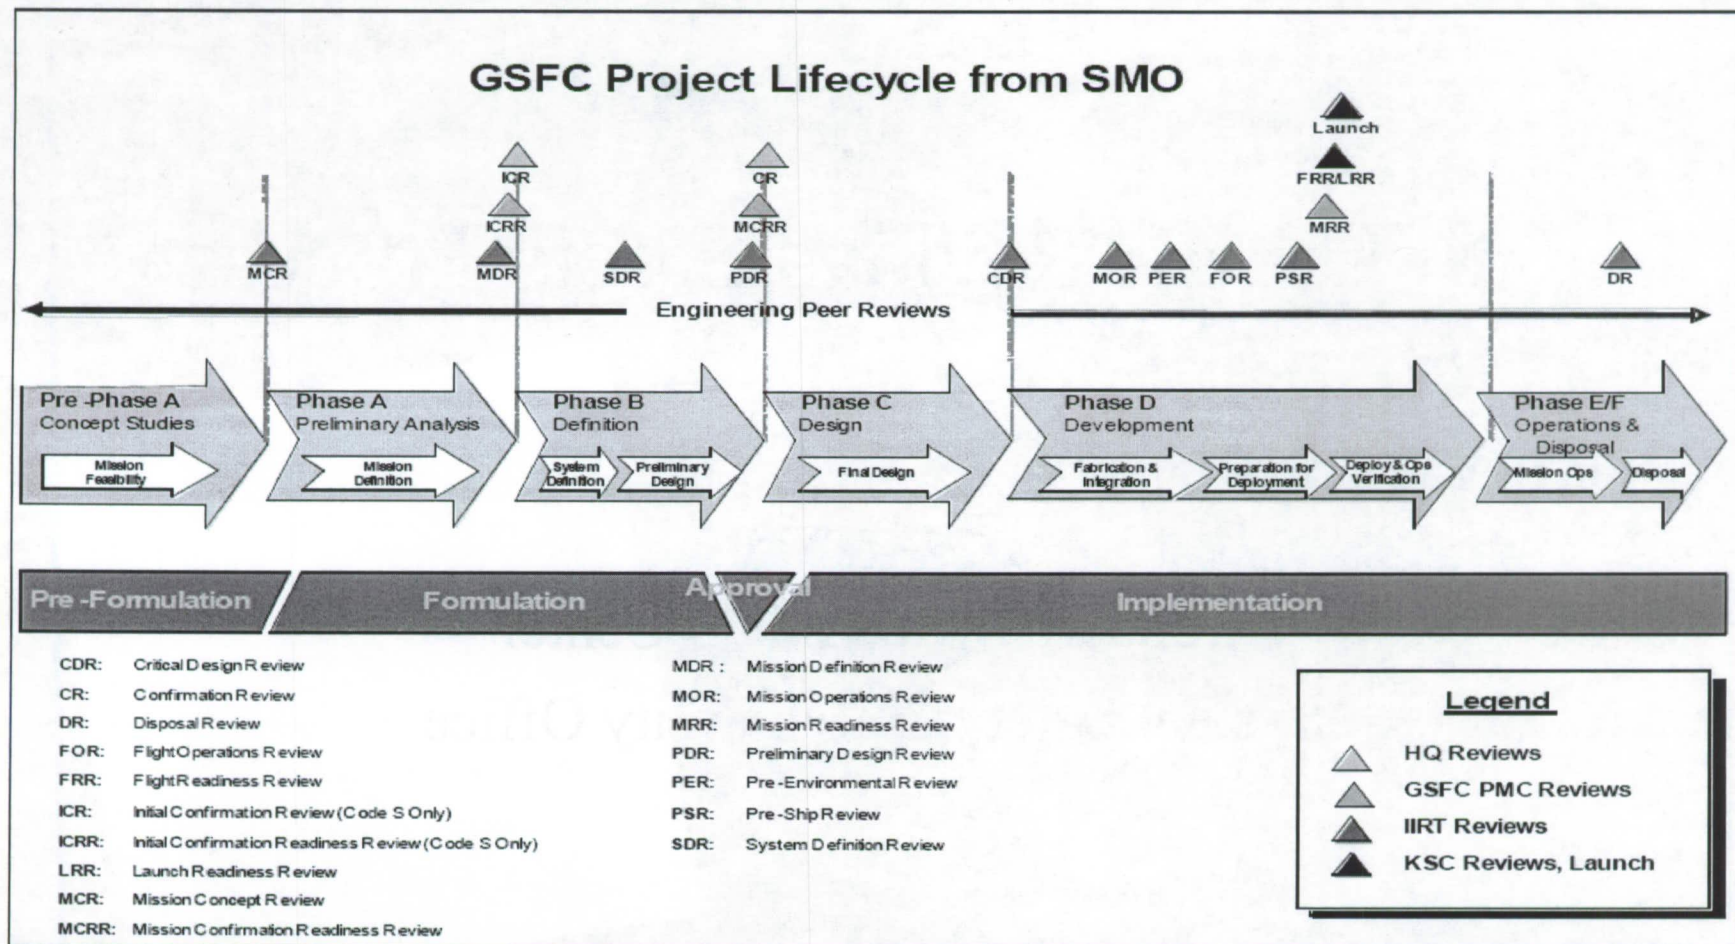 GSFC Project Lifecycle from SMO
Launch
ICR
CR
FRR/LRR
ICRR
MCRR
MRR
MCR
MDR
SDR
PDR
CDR
MOR
PER
FOR
PSR
DR
Engineering Peer Reviews
Pre -Phase A
Concept Studies
Mission
Feasibility
Phase A
Preliminary Analysis
Mission
Definition
Phase B
Definition
System
Definition
Preliminary
Design
Phase C
Design
Final Design
Phase D
Development
Fabrication &
Integration
Preparation for
Deployment
Deploy & Ops
Verification
Phase E/F
Operations &
Disposal
Mission Ops
Disposal
Pre -Formulation
Formulation
Approval
Implementation
CDR: Critical Design Review
CR: Confirmation Review
DR: Disposal Review
FOR: Flight Operations Review
FRR: Flight Readiness Review
ICR: Initial Confirmation Review (Code S Only)
ICRR: Initial Confirmation Readiness Review (Code S Only)
LRR: Launch Readiness Review
MCR: Mission Concept Review
MCRR: Mission Confirmation Readiness Review
MDR : Mission Definition Review
MOR: Mission Operations Review
MRR: Mission Readiness Review
PDR: Preliminary Design Review
PER: Pre -Environmental Review
PSR: Pre -Ship Review
SDR: System Definition Review
Legend
HQ Reviews
GSFC PMC Reviews
IIRT Reviews
KSC Reviews, Launch